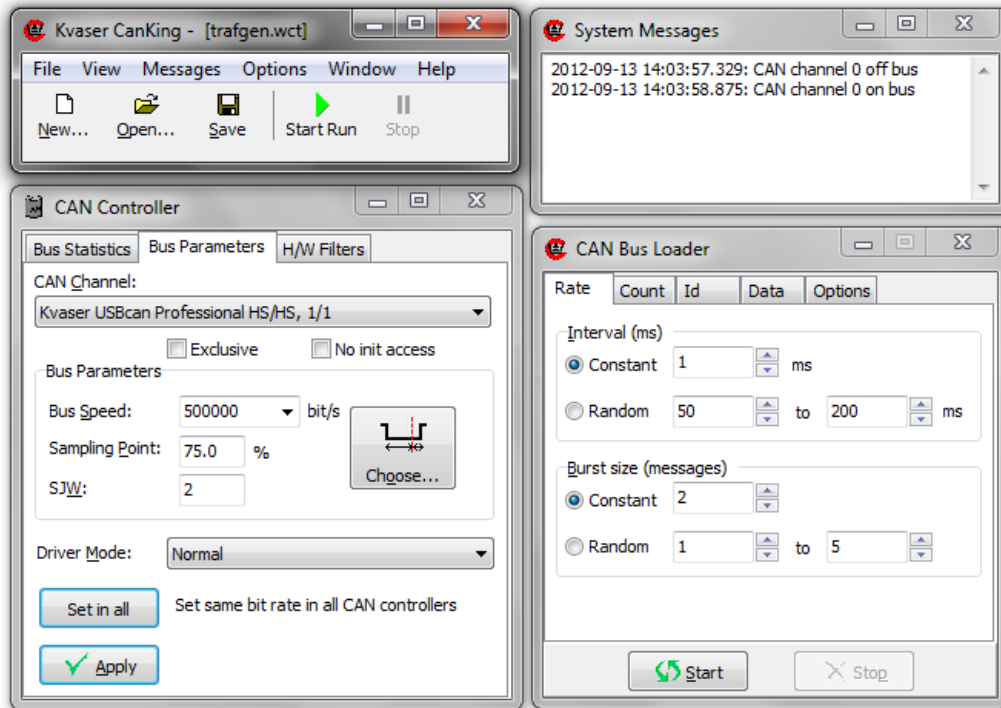 Kvaser CanKing - [trafgen.wct]
File View Messages Options Window Help
New... Open... Save Start Run Stop
System Messages
2012-09-13 14:03:57.329: CAN channel 0 off bus
2012-09-13 14:03:58.875: CAN channel 0 on bus
CAN Controller
Bus Statistics Bus Parameters H/W Filters
CAN Channel:
Kvaser USBcan Professional HS/HS, 1/1
Exclusive No init access
Bus Parameters
Bus Speed: 500000 bit/s
Sampling Point: 75.0 %
SJW: 2
Choose...
Driver Mode: Normal
Set in all Set same bit rate in all CAN controllers
Apply
CAN Bus Loader
Rate Count Id Data Options
Interval (ms)
Constant 1 ms
Random 50 to 200 ms
Burst size (messages)
Constant 2
Random 1 to 5
Start Stop